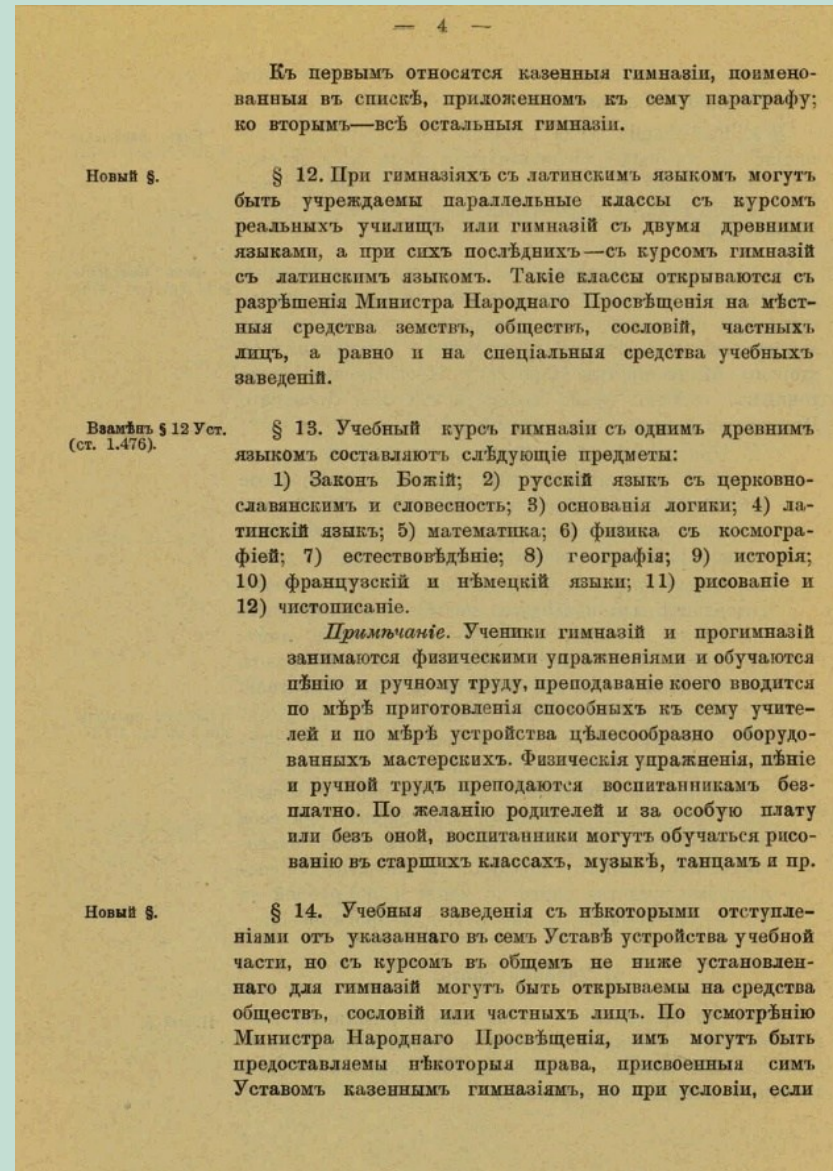 — 4 —
Къ первымъ относятся казенныя гимназіи, поимено-
ванныя въ спискѣ, приложенномъ къ сему параграфу;
ко вторымъ—всѣ остальныя гимназіи.
Новый §.
§ 12. При гимназіяхъ съ латинскимъ языкомъ могутъ
быть учреждаемы параллельные классы съ курсомъ
реальныхъ училищъ или гимназій съ двумя древними
языками, а при сихъ послѣднихъ—съ курсомъ гимназій
съ латинскимъ языкомъ. Такіе классы открываются съ
разрѣшенія Министра Народнаго Просвѣщенія на мѣст-
ныя средства земствъ, обществъ, сословій, частныхъ
лицъ, а равно и на спеціальныя средства учебныхъ
заведеній.
Взамѣнъ § 12 Уст.
(ст. 1.476).
§ 13. Учебный курсъ гимназіи съ однимъ древнимъ
языкомъ составляютъ слѣдующіе предметы:
1) Законъ Божій; 2) русскій языкъ съ церковно-
славянскимъ и словесность; 3) основанія логики; 4) ла-
тинскій языкъ; 5) математика; 6) физика съ космогра-
фіей; 7) естествовѣдѣніе; 8) географія; 9) исторія;
10) французскій и нѣмецкій языки; 11) рисованіе и
12) чистописаніе.
Примѣчаніе. Ученики гимназій и прогимназій
занимаются физическими упражненіями и обучаются
пѣнію и ручному труду, преподаваніе коего вводится
по мѣрѣ приготовленія способныхъ къ сему учите-
лей и по мѣрѣ устройства цѣлесообразно оборудо-
ванныхъ мастерскихъ. Физическія упражненія, пѣніе
и ручной трудъ преподаются воспитанникамъ без-
платно. По желанію родителей и за особую плату
или безъ оной, воспитанники могутъ обучаться рисо-
ванію въ старшихъ классахъ, музыкѣ, танцамъ и пр.
Новый §.
§ 14. Учебныя заведенія съ нѣкоторыми отступле-
ніями отъ указаннаго въ семъ Уставѣ устройства учебной
части, но съ курсомъ въ общемъ не ниже установлен-
наго для гимназій могутъ быть открываемы на средства
обществъ, сословій или частныхъ лицъ. По усмотрѣнію
Министра Народнаго Просвѣщенія, имъ могутъ быть
предоставляемы нѣкоторыя права, присвоенныя симъ
Уставомъ казеннымъ гимназіямъ, но при условіи, если